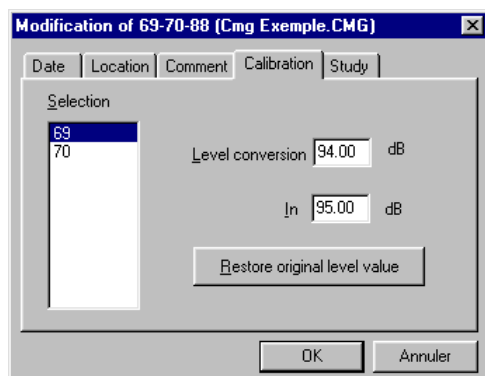 Modification of 69-70-88 (Cmg Exemple.CMG)
Date Location Comment Calibration Study
Selection
69
70
Level conversion 94.00 dB
In 95.00 dB
Restore original level value
OK Annuler